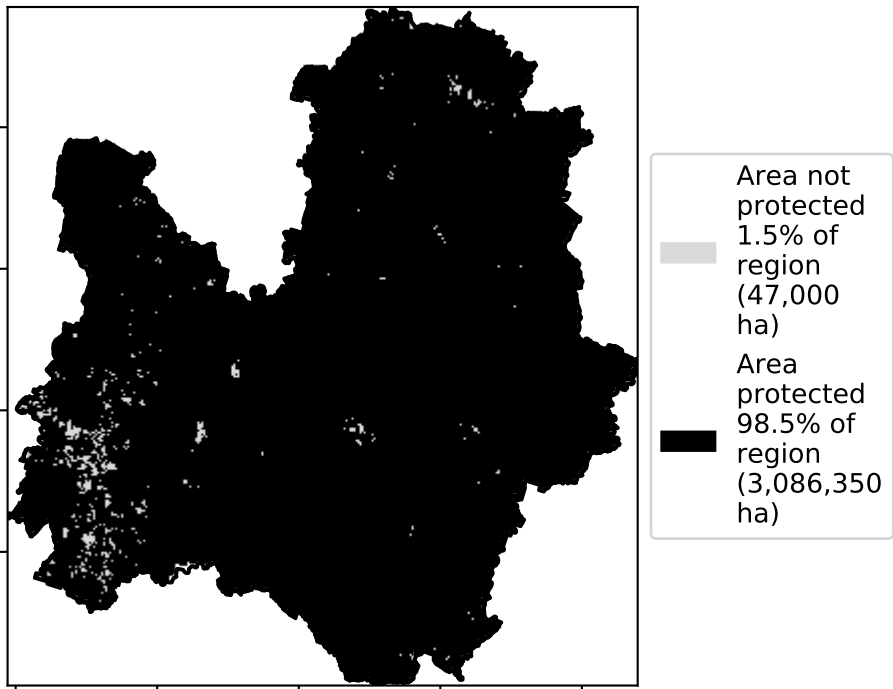 Area not
protected
1.5% of
region
(47,000
ha)
Area
protected
98.5% of
region
(3,086,350
ha)